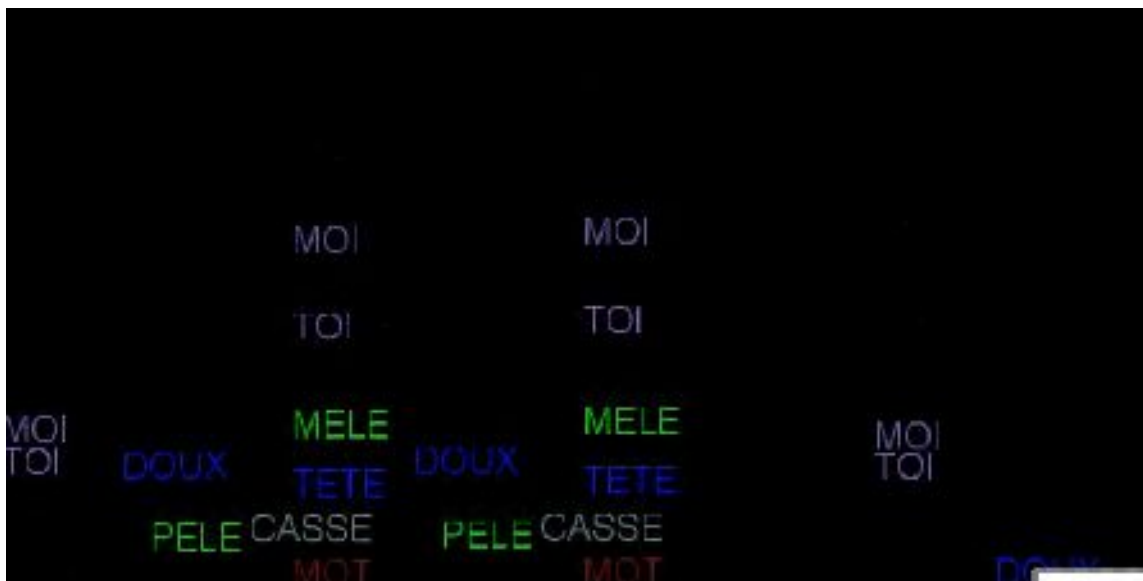 MOI MOI
TOI TOI
MELE MELE
MOI MOI
TOI DOUX TETE DOUX TETE TOI
PELE CASSE PELE CASSE
MOT MOT DOUX